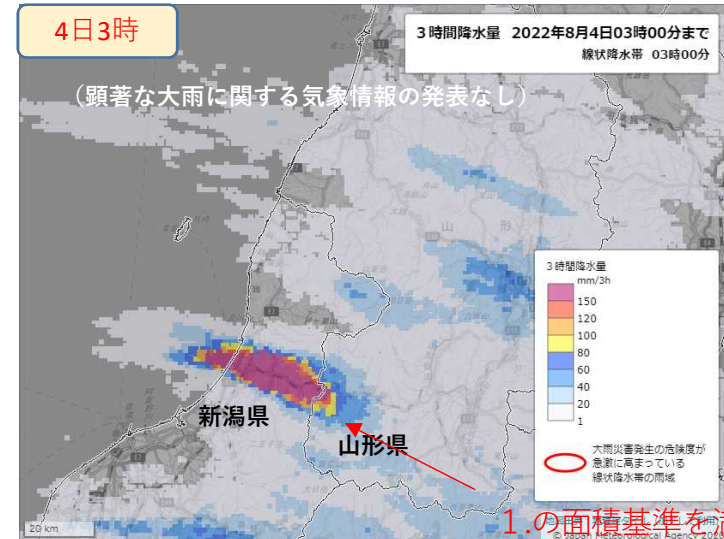 4日3時
3時間降水量 2022年8月4日03時00分まで
線状降水帯 03時00分
（顕著な大雨に関する気象情報の発表なし）
山形
3時間降水量
mm/3h
150
120
100
80
60
40
20
1
大雨災害発生の危険度が
急激に高まっている
線状降水帯の雨域
新潟県
山形県
20 km
1.の面積基準を満
© Japan Meteorological Agency